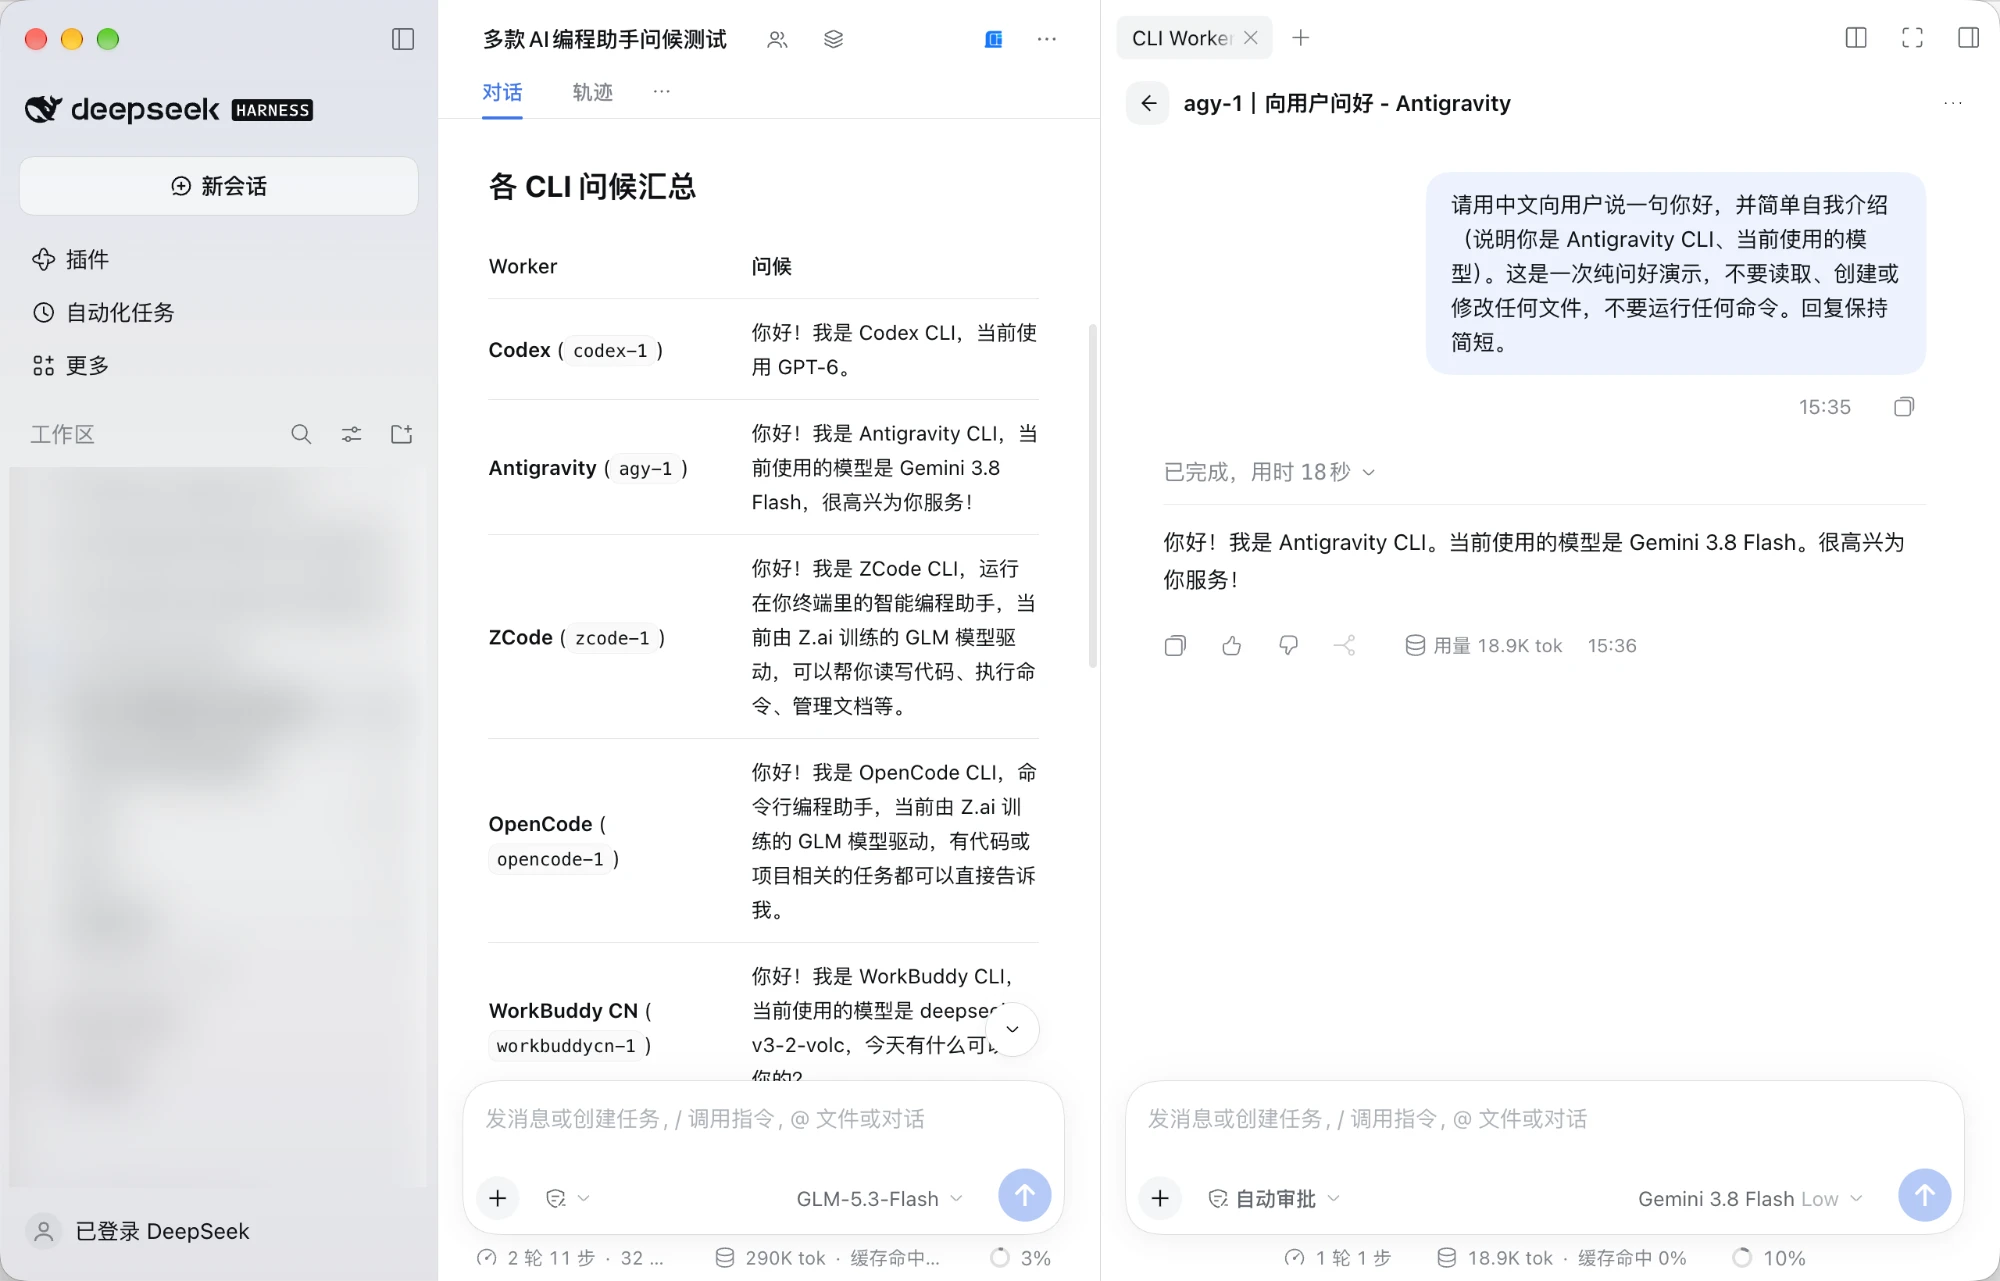 deepseek HARNESS
新会话
插件
自动化任务
更多
工作区
已登录 DeepSeek
多款 AI 编程助手问候测试
对话
轨迹
各 CLI 问候汇总
Worker
问候
Codex ( codex-1 )
你好！我是 Codex CLI，当前使
用 GPT-6。
Antigravity ( agy-1 )
你好！我是 Antigravity CLI，当
前使用的模型是 Gemini 3.8
Flash，很高兴为你服务！
ZCode ( zcode-1 )
你好！我是 ZCode CLI，运行
在你终端里的智能编程助手，当
前由 Z.ai 训练的 GLM 模型驱
动，可以帮你读写代码、执行命
令、管理文档等。
OpenCode (
opencode-1 )
你好！我是 OpenCode CLI，命
令行编程助手，当前由 Z.ai 训
练的 GLM 模型驱动，有代码或
项目相关的任务都可以直接告诉
我。
WorkBuddy CN (
workbuddycn-1 )
你好！我是 WorkBuddy CLI，
当前使用的模型是
v3-2-volc，今天有什么可
你的？
发消息或创建任务, / 调用指令, @ 文件或对话
GLM-5.3-Flash
2 轮 11 步 · 32 ...
290K tok · 缓存命中...
3%
CLI Worker
agy-1 | 向用户问好 - Antigravity
请用中文向用户说一句你好，并简单自我介绍
（说明你是 Antigravity CLI、当前使用的模
型）。这是一次纯问好演示，不要读取、创建或
修改任何文件，不要运行任何命令。回复保持
简短。
15:35
已完成，用时 18秒
你好！我是 Antigravity CLI。当前使用的模型是 Gemini 3.8 Flash。很高兴为
你服务！
用量 18.9K tok
15:36
发消息或创建任务, / 调用指令, @ 文件或对话
自动审批
Gemini 3.8 Flash Low
1 轮 1 步
18.9K tok · 缓存命中 0%
10%